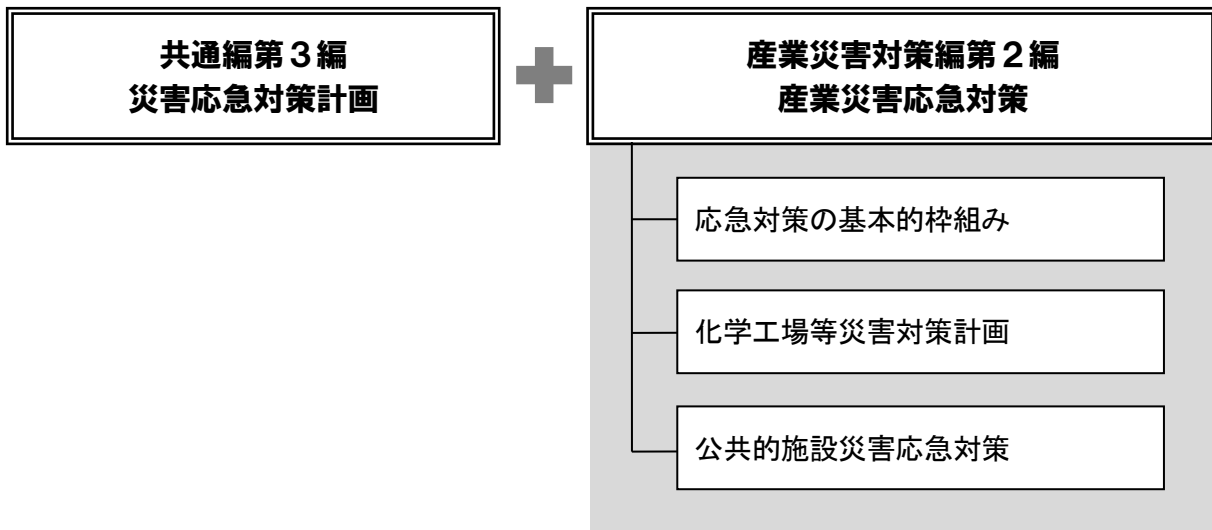 共通編第３編
災害応急対策計画
産業災害対策編第２編
産業災害応急対策
応急対策の基本的枠組み
化学工場等災害対策計画
公共的施設災害応急対策